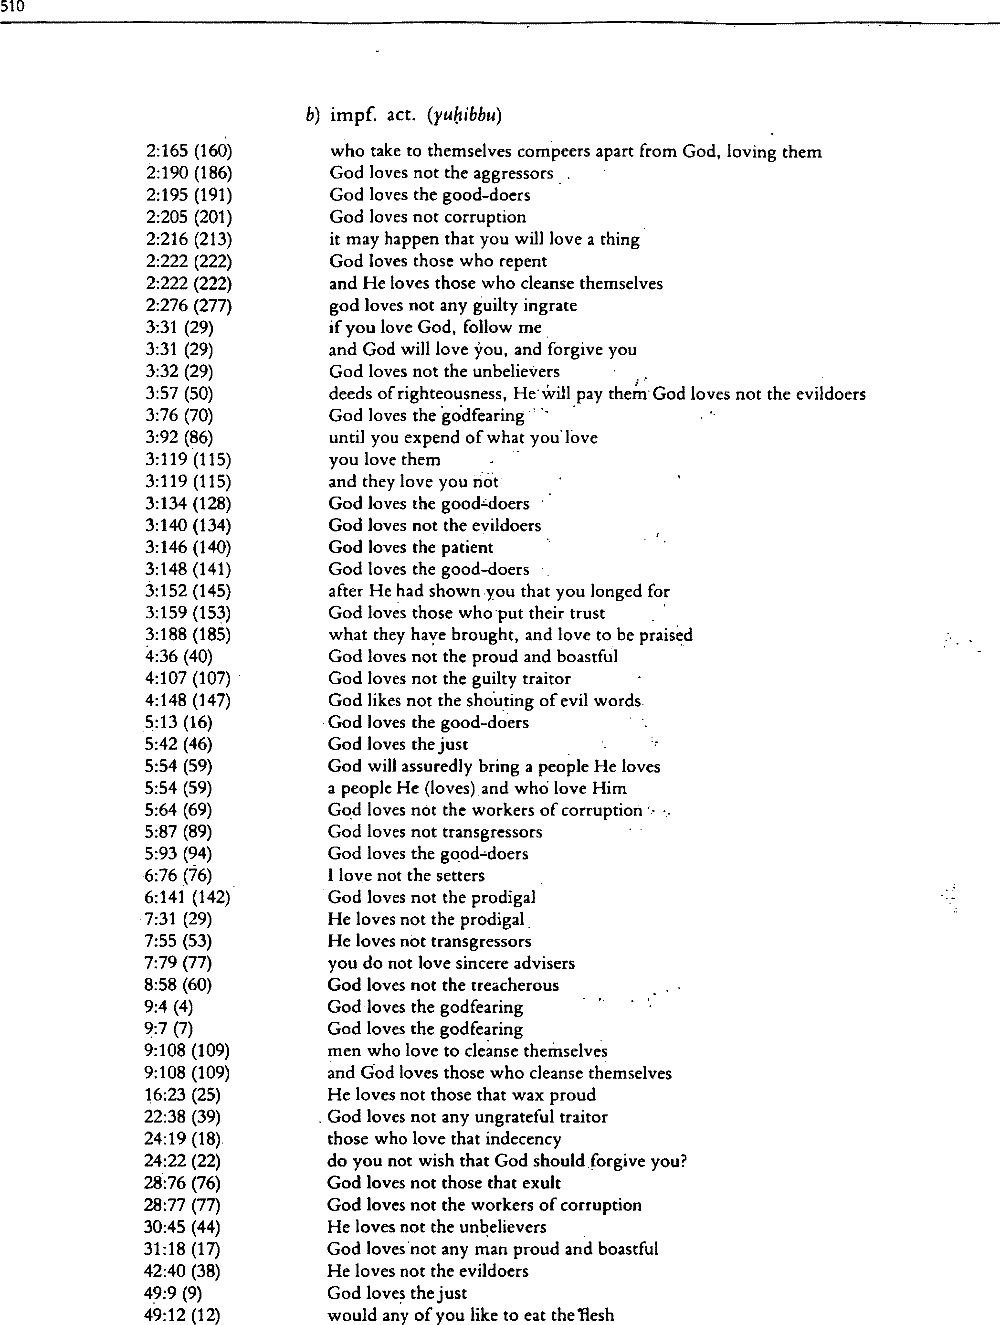 510
b) impf. act. (yuḥibbu)
2:165 (160) who take to themselves compeers apart from God, loving them
2:190 (186) God loves not the aggressors
2:195 (191) God loves the good-doers
2:205 (201) God loves not corruption
2:216 (213) it may happen that you will love a thing
2:222 (222) God loves those who repent
2:222 (222) and He loves those who cleanse themselves
2:276 (277) god loves not any guilty ingrate
3:31 (29) if you love God, follow me
3:31 (29) and God will love you, and forgive you
3:32 (29) God loves not the unbelievers
3:57 (50) deeds of righteousness, He will pay them God loves not the evildoers
3:76 (70) God loves the godfearing
3:92 (86) until you expend of what you love
3:119 (115) you love them
3:119 (115) and they love you not
3:134 (128) God loves the good-doers
3:140 (134) God loves not the evildoers
3:146 (140) God loves the patient
3:148 (141) God loves the good-doers
3:152 (145) after He had shown you that you longed for
3:159 (153) God loves those who put their trust
3:188 (185) what they have brought, and love to be praised
4:36 (40) God loves not the proud and boastful
4:107 (107) God loves not the guilty traitor
4:148 (147) God likes not the shouting of evil words
5:13 (16) God loves the good-doers
5:42 (46) God loves the just
5:54 (59) God will assuredly bring a people He loves
5:54 (59) a people He (loves) and who love Him
5:64 (69) God loves not the workers of corruption
5:87 (89) God loves not transgressors
5:93 (94) God loves the good-doers
6:76 (76) I love not the setters
6:141 (142) God loves not the prodigal
7:31 (29) He loves not the prodigal
7:55 (53) He loves not transgressors
7:79 (77) you do not love sincere advisers
8:58 (60) God loves not the treacherous
9:4 (4) God loves the godfearing
9:7 (7) God loves the godfearing
9:108 (109) men who love to cleanse themselves
9:108 (109) and God loves those who cleanse themselves
16:23 (25) He loves not those that wax proud
22:38 (39) God loves not any ungrateful traitor
24:19 (18) those who love that indecency
24:22 (22) do you not wish that God should forgive you?
28:76 (76) God loves not those that exult
28:77 (77) God loves not the workers of corruption
30:45 (44) He loves not the unbelievers
31:18 (17) God loves not any man proud and boastful
42:40 (38) He loves not the evildoers
49:9 (9) God loves the just
49:12 (12) would any of you like to eat the flesh